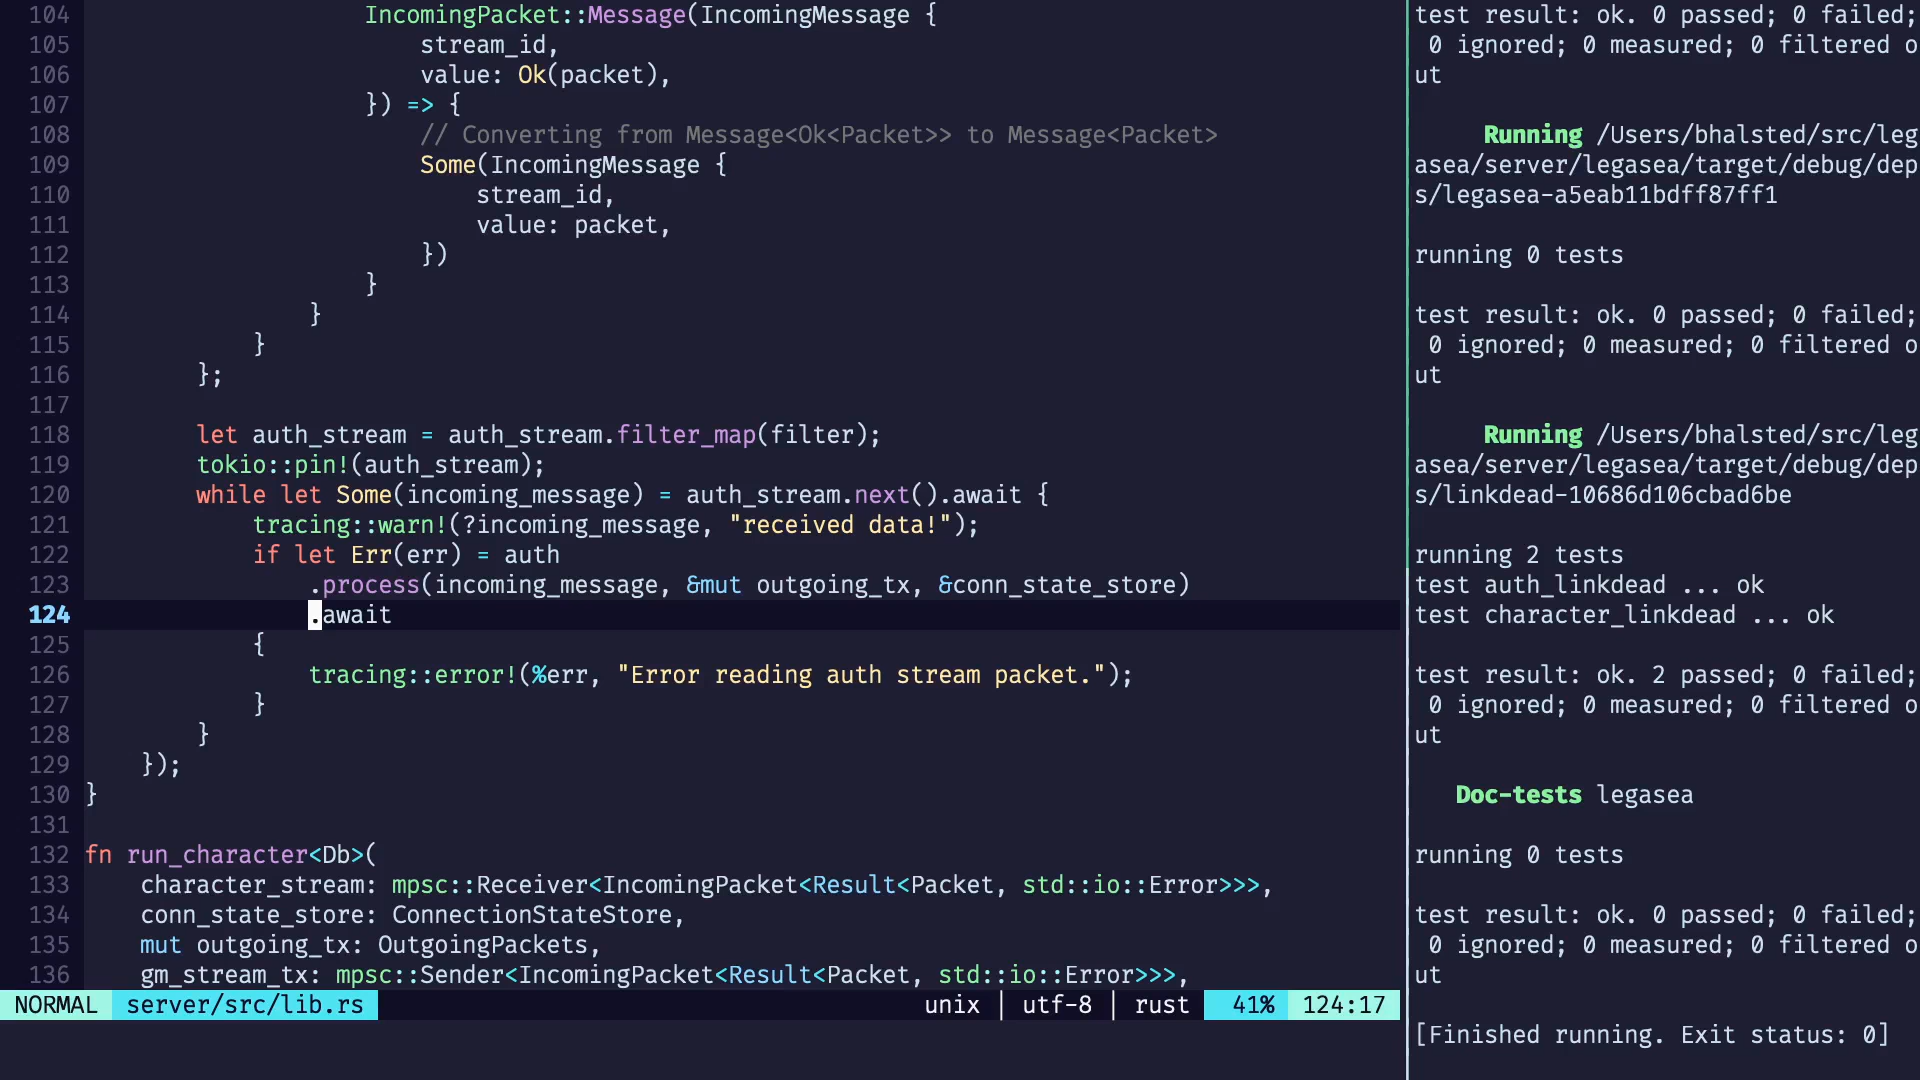 104                     IncomingPacket::Message(IncomingMessage {
105                         stream_id,
106                         value: Ok(packet),
107                     }) => {
108                         // Converting from Message<Ok<Packet>> to Message<Packet>
109                         Some(IncomingMessage {
110                             stream_id,
111                             value: packet,
112                         })
113                     }
114                 }
115             }
116         };
117
118         let auth_stream = auth_stream.filter_map(filter);
119         tokio::pin!(auth_stream);
120         while let Some(incoming_message) = auth_stream.next().await {
121             tracing::warn!(?incoming_message, "received data!");
122             if let Err(err) = auth
123                 .process(incoming_message, &mut outgoing_tx, &conn_state_store)
124                 .await
125             {
126                 tracing::error!(%err, "Error reading auth stream packet.");
127             }
128         }
129     });
130 }
131
132 fn run_character<Db>(
133     character_stream: mpsc::Receiver<IncomingPacket<Result<Packet, std::io::Error>>>,
134     conn_state_store: ConnectionStateStore,
135     mut outgoing_tx: OutgoingPackets,
136     gm_stream_tx: mpsc::Sender<IncomingPacket<Result<Packet, std::io::Error>>>,
NORMAL server/src/lib.rs unix | utf-8 | rust 41% 124:17
test result: ok. 0 passed; 0 failed;
 0 ignored; 0 measured; 0 filtered o
ut

     Running /Users/bhalsted/src/leg
asea/server/legasea/target/debug/dep
s/legasea-a5eab11bdff87ff1

running 0 tests

test result: ok. 0 passed; 0 failed;
 0 ignored; 0 measured; 0 filtered o
ut

     Running /Users/bhalsted/src/leg
asea/server/legasea/target/debug/dep
s/linkdead-10686d106cbad6be

running 2 tests
test auth_linkdead ... ok
test character_linkdead ... ok

test result: ok. 2 passed; 0 failed;
 0 ignored; 0 measured; 0 filtered o
ut

   Doc-tests legasea

running 0 tests

test result: ok. 0 passed; 0 failed;
 0 ignored; 0 measured; 0 filtered o
ut

[Finished running. Exit status: 0]